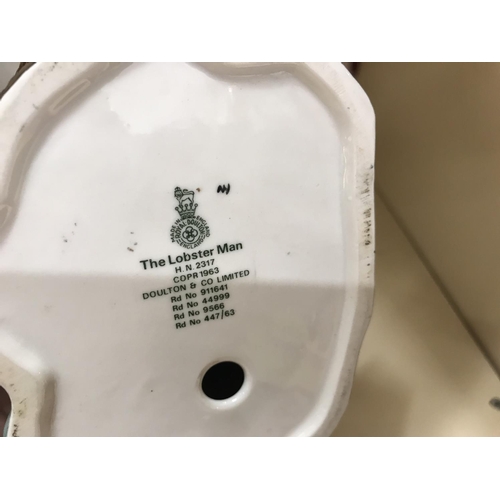 The Lobster Man
H.N. 2317
COPR 1963
DOULTON & CO LIMITED
Rd No 911641
Rd No 44999
Rd No 9566
Rd No 447/63